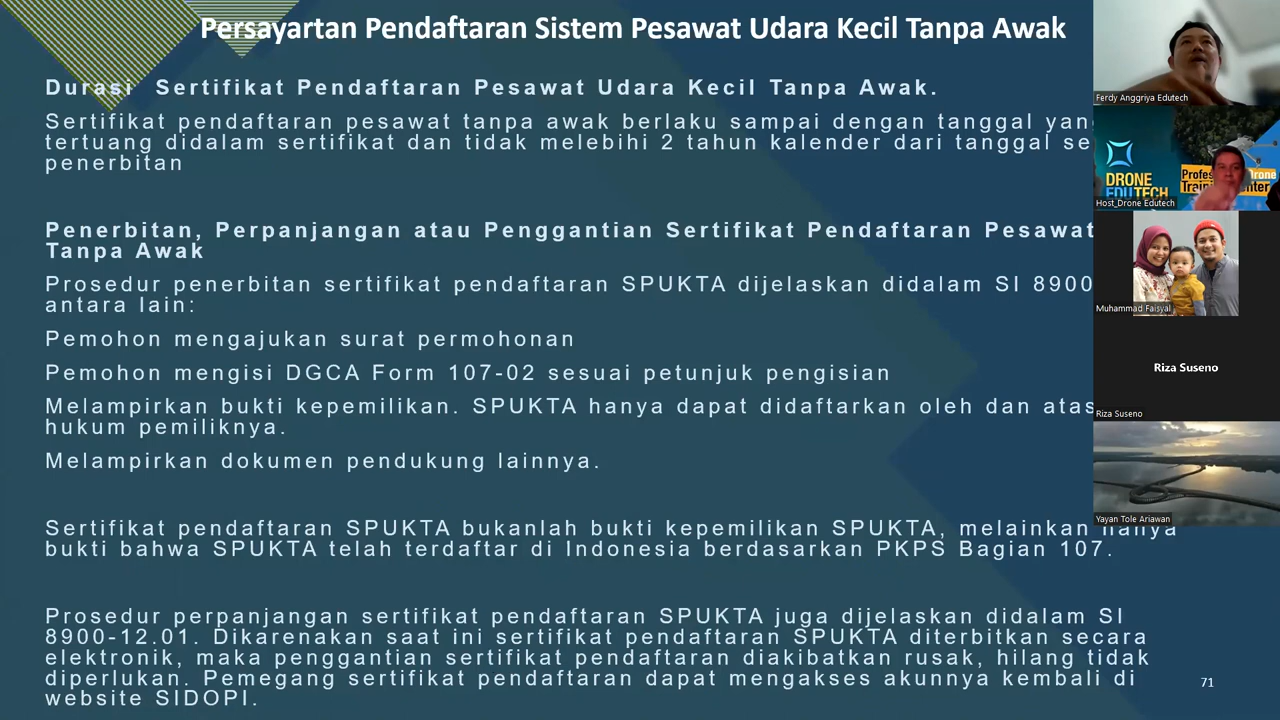 Persayartan Pendaftaran Sistem Pesawat Udara Kecil Tanpa Awak
Durasi Sertifikat Pendaftaran Pesawat Udara Kecil Tanpa Awak.
Sertifikat pendaftaran pesawat tanpa awak berlaku sampai dengan tanggal yan
tertuang didalam sertifikat dan tidak melebihi 2 tahun kalender dari tanggal se
penerbitan
Penerbitan, Perpanjangan atau Penggantian Sertifikat Pendaftaran Pesawat
Tanpa Awak
Prosedur penerbitan sertifikat pendaftaran SPUKTA dijelaskan didalam SI 8900
antara lain:
Pemohon mengajukan surat permohonan
Pemohon mengisi DGCA Form 107-02 sesuai petunjuk pengisian
Melampirkan bukti kepemilikan. SPUKTA hanya dapat didaftarkan oleh dan atas
hukum pemiliknya.
Melampirkan dokumen pendukung lainnya.
Sertifikat pendaftaran SPUKTA bukanlah bukti kepemilikan SPUKTA, melainkan hanya
bukti bahwa SPUKTA telah terdaftar di Indonesia berdasarkan PKPS Bagian 107.
Prosedur perpanjangan sertifikat pendaftaran SPUKTA juga dijelaskan didalam SI
8900-12.01. Dikarenakan saat ini sertifikat pendaftaran SPUKTA diterbitkan secara
elektronik, maka penggantian sertifikat pendaftaran diakibatkan rusak, hilang tidak
diperlukan. Pemegang sertifikat pendaftaran dapat mengakses akunnya kembali di
website SIDOPI.
71
Ferdy Anggriya Edutech
DRONE
EDUTECH
Host_Drone Edutech
Muhammad Faisyal
Riza Suseno
Riza Suseno
Yayan Tole Ariawan